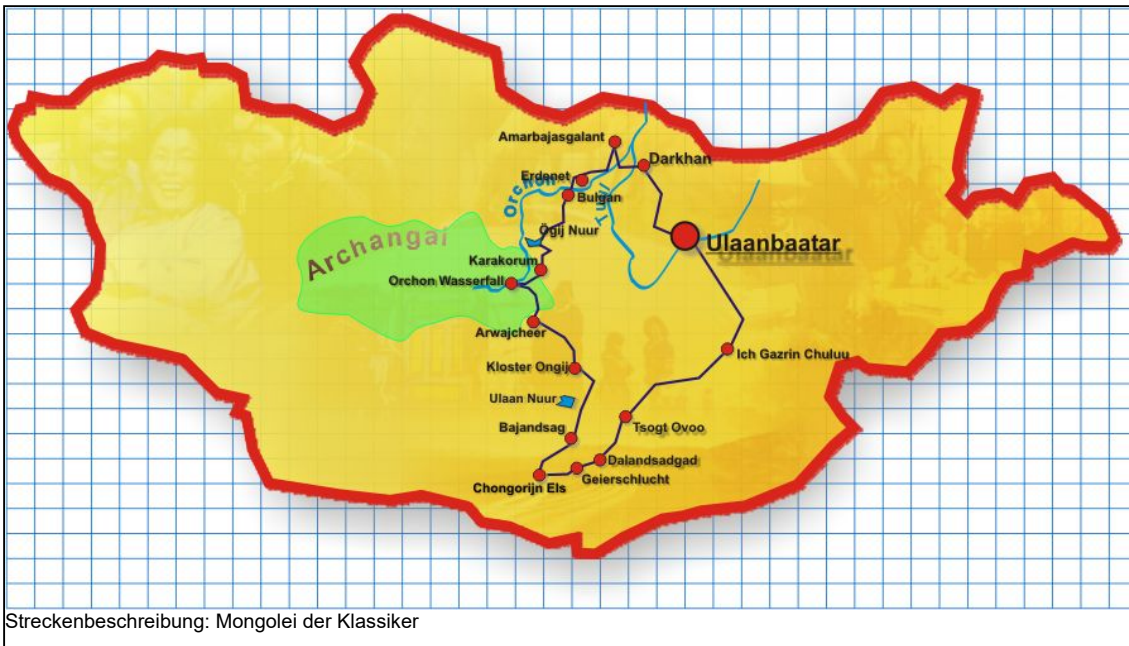 Amarbajasgalant
Darkhan
Erdenet
Orchon
Bulgan
Tuul
Ögij Nuur
Ulaanbaatar
Archangai
Karakorum
Orchon Wasserfall
Arwajcheer
Ich Gazrin Chuluu
Kloster Ongij
Ulaan Nuur
Bajandsag
Tsogt Ovoo
Dalandsadgad
Geierschlucht
Chongorijn Els
Streckenbeschreibung: Mongolei der Klassiker